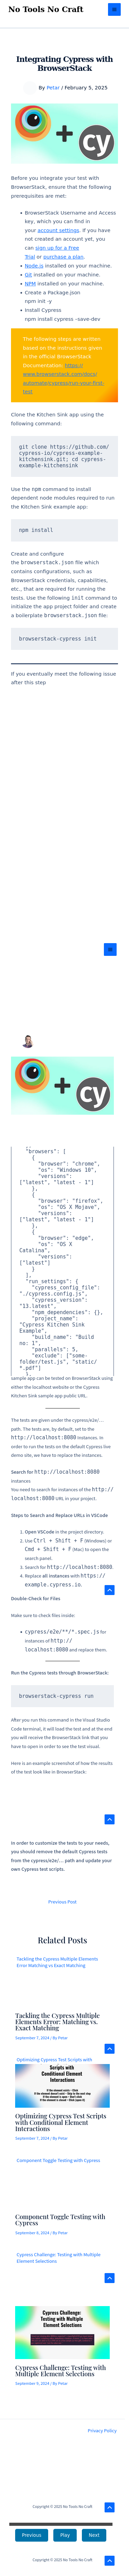 No Tools No Craft
Integrating Cypress with
BrowserStack
By Petar / February 5, 2025
Before you integrate your test suite with
BrowserStack, ensure that the following
prerequisites are met:
BrowserStack Username and Access
key, which you can find in
your account settings. If you have
not created an account yet, you
can sign up for a Free
Trial or purchase a plan.
Node.js installed on your machine.
Git installed on your machine.
NPM installed on your machine.
Create a Package.json
npm init -y
Install Cypress
npm install cypress –save-dev
The following steps are written
based on the instructions given
in the official BrowserStack
Documentation: https://
www.browserstack.com/docs/
automate/cypress/run-your-first-
test
Clone the Kitchen Sink app using the
following command:
git clone https://github.com/
cypress-io/cypress-example-
kitchensink.git; cd cypress-
example-kitchensink
Use the npm command to install
dependent node modules required to run
the Kitchen Sink example app:
npm install
Create and configure
the browserstack.json file which
contains configurations, such as
BrowserStack credentials, capabilities,
etc., that are required for running the
tests. Use the following init command to
initialize the app project folder and create
a boilerplate browserstack.json file:
browserstack-cypress init
If you eventually meet the following issue
after this step
"browsers": [
{
"browser": "chrome",
"os": "Windows 10",
"versions":
["latest", "latest - 1"]
},
{
"browser": "firefox",
"os": "OS X Mojave",
"versions":
["latest", "latest - 1"]
},
{
"browser": "edge",
"os": "OS X
Catalina",
"versions":
["latest"]
}
],
"run_settings": {
"cypress_config_file":
"./cypress.config.js",
"cypress_version":
"13.latest",
"npm_dependencies": {},
"project_name":
"Cypress Kitchen Sink
Example",
"build_name": "Build
no: 1",
"parallels": 5,
"exclude": ["some-
folder/test.js", "static/
*.pdf"]
sample app can be tested on BrowserStack using
either the localhost website or the Cypress
Kitchen Sink sample app public URL.
The tests are given under the cypress/e2e/...
path. The tests are, by default, set to the
http://localhost:8080 instances. In
order to run the tests on the default Cypress live
demo site, we have to replace the instances.
Search for http://localhost:8080
instances
You need to search for instances of the http://
localhost:8080 URL in your project.
Steps to Search and Replace URLs in VSCode
1. Open VSCode in the project directory.
2. Use Ctrl + Shift + F (Windows) or
Cmd + Shift + F (Mac) to open the
search panel.
3. Search for http://localhost:8080.
4. Replace all instances with https://
example.cypress.io.
Double-Check for Files
Make sure to check files inside:
cypress/e2e/**/*.spec.js for
instances of http://
localhost:8080 and replace them.
Run the Cypress tests through BrowserStack:
browserstack-cypress run
After you run this command in the Visual Studio
Code terminal, it will load the test and at the end
you will receive the BrowserStack link that you
have to open in order to see the test visual.
Here is an example screenshot of how the results
of the test look like in BrowserStack:
In order to customize the tests to your needs,
you should remove the default Cypress tests
from the cypress/e2e/... path and update your
own Cypress test scripts.
Previous Post
Related Posts
Tackling the Cypress Multiple Elements
Error Matching vs Exact Matching
Tackling the Cypress Multiple
Elements Error: Matching vs.
Exact Matching
September 7, 2024 / By Petar
Optimizing Cypress Test Scripts with
Scripts with
Conditional Element
Interactions
Optimizing Cypress Test Scripts
with Conditional Element
Interactions
September 7, 2024 / By Petar
Component Toggle Testing with Cypress
Component Toggle Testing with
Cypress
September 8, 2024 / By Petar
Cypress Challenge: Testing with Multiple
Element Selections
Cypress Challenge:
Testing with Multiple
Element Selections
Cypress Challenge: Testing with
Multiple Element Selections
September 9, 2024 / By Petar
Privacy Policy
Copyright © 2025 No Tools No Craft
Previous
Play
Next
Copyright © 2025 No Tools No Craft